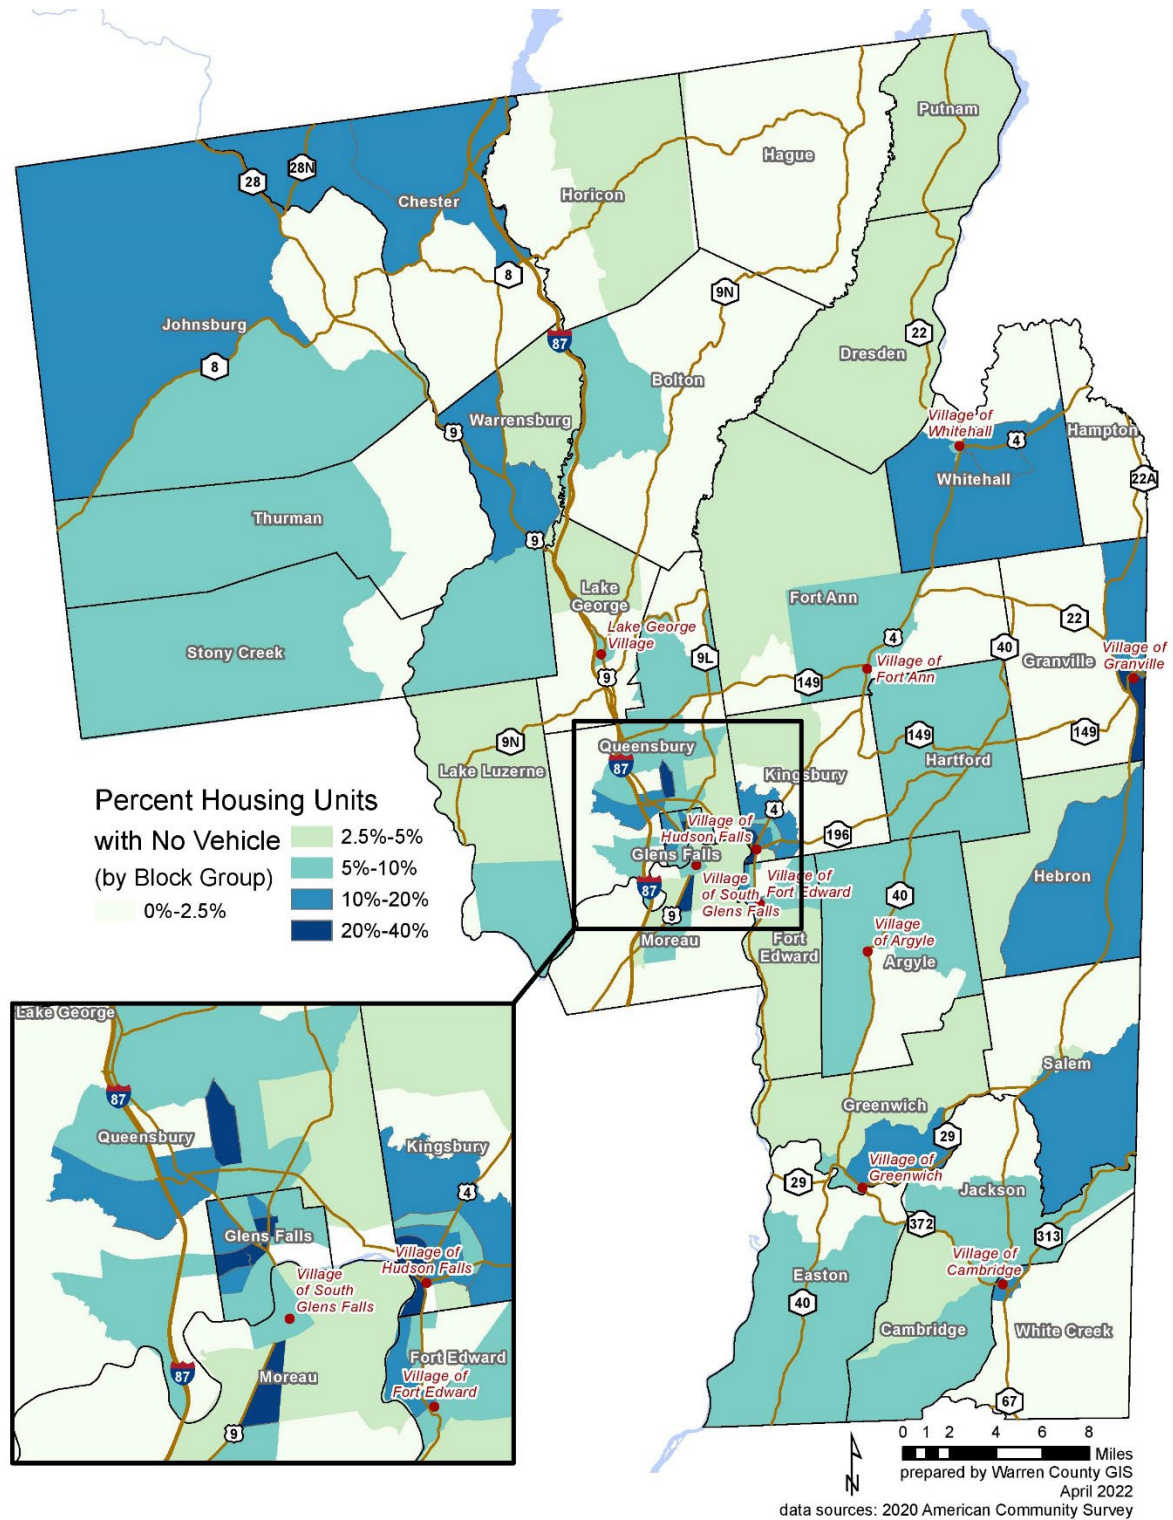 Putnam
Hague
28N
28
Horicon
Chester
8
9N
Johnsburg
22
87
8
Dresden
Bolton
Warrensburg
Village of
Whitehall
9
4
Hampton
Whitehall
22A
Thurman
9
Lake
George
Fort Ann
22
Lake George
Village
4
40
Stony Creek
9L
Granville
Village of
Granville
Village of
Fort Ann
9
149
9N
149
149
Queensbury
87
Hartford
Lake Luzerne
Kingsbury
4
Village of
Hudson Falls
196
Glens Falls
Village of
Fort Edward
Village
of South
Glens Falls
87
9
Hebron
40
Moreau
Fort
Edward
Village
of Argyle
Argyle
Percent Housing Units
with No Vehicle
(by Block Group)
0%-2.5%
2.5%-5%
5%-10%
10%-20%
20%-40%
Salem
Greenwich
29
Village of
Greenwich
29
Jackson
372
313
Village of
Cambridge
Easton
40
Cambridge
White Creek
67
Lake George
87
Queensbury
Kingsbury
4
Glens Falls
Village of
Hudson Falls
Village
of South
Glens Falls
Fort Edward
87
Moreau
Village of
Fort Edward
9
0 1 2 4 6 8
Miles
N
prepared by Warren County GIS
April 2022
data sources: 2020 American Community Survey